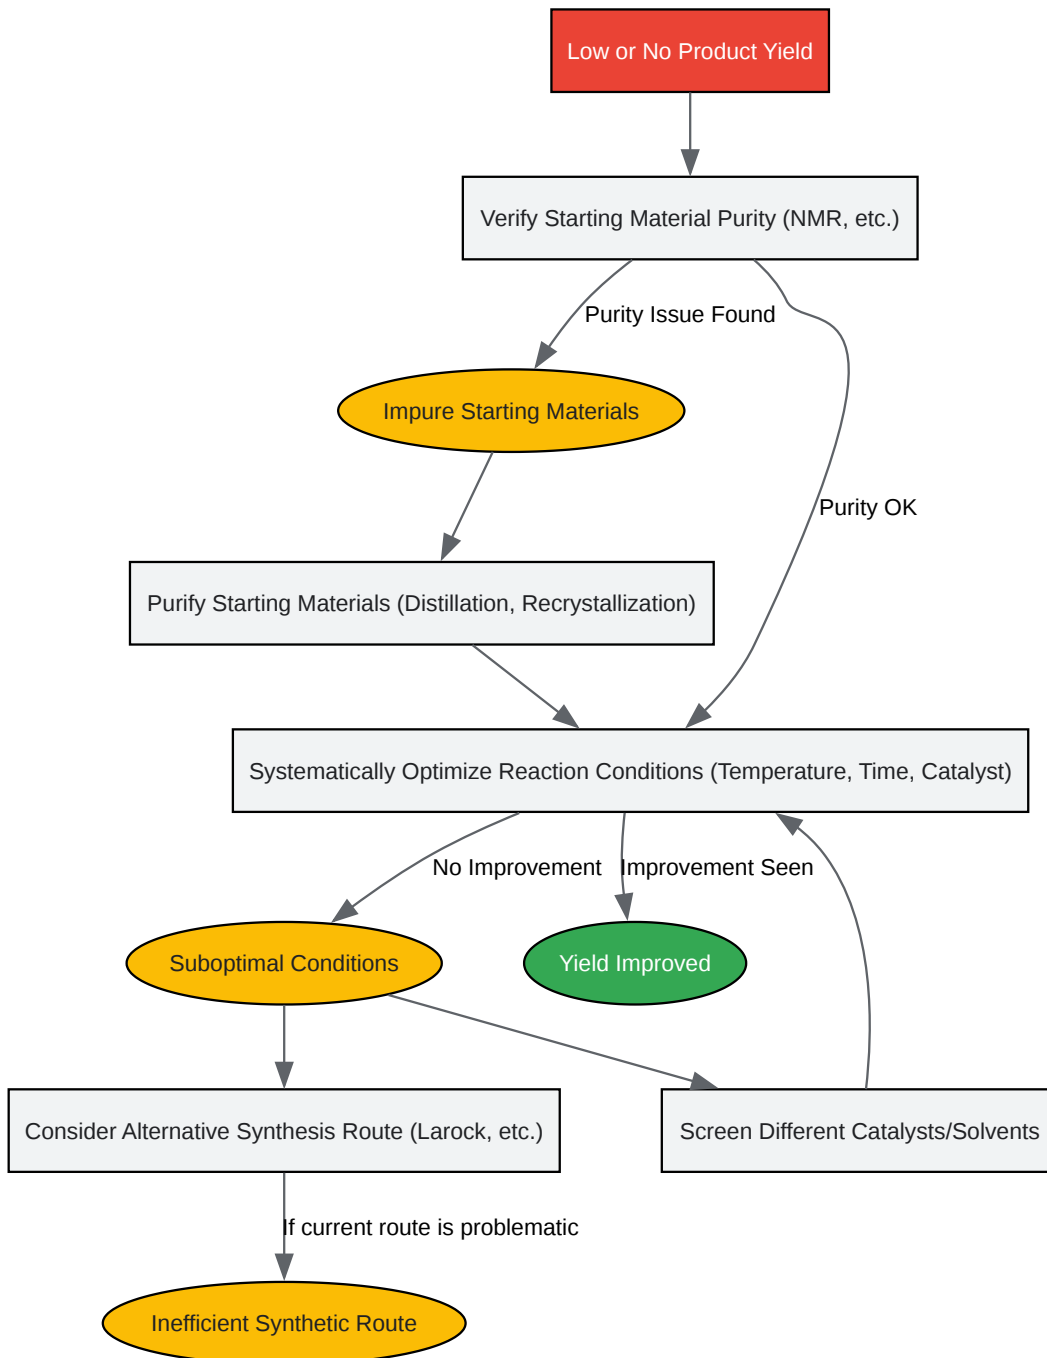 Low or No Product Yield
Verify Starting Material Purity (NMR, etc.)
Purity Issue Found
Impure Starting Materials
Purity OK
Purify Starting Materials (Distillation, Recrystallization)
Systematically Optimize Reaction Conditions (Temperature, Time, Catalyst)
No Improvement
Improvement Seen
Suboptimal Conditions
Yield Improved
Consider Alternative Synthesis Route (Larock, etc.)
Screen Different Catalysts/Solvents
If current route is problematic
Inefficient Synthetic Route